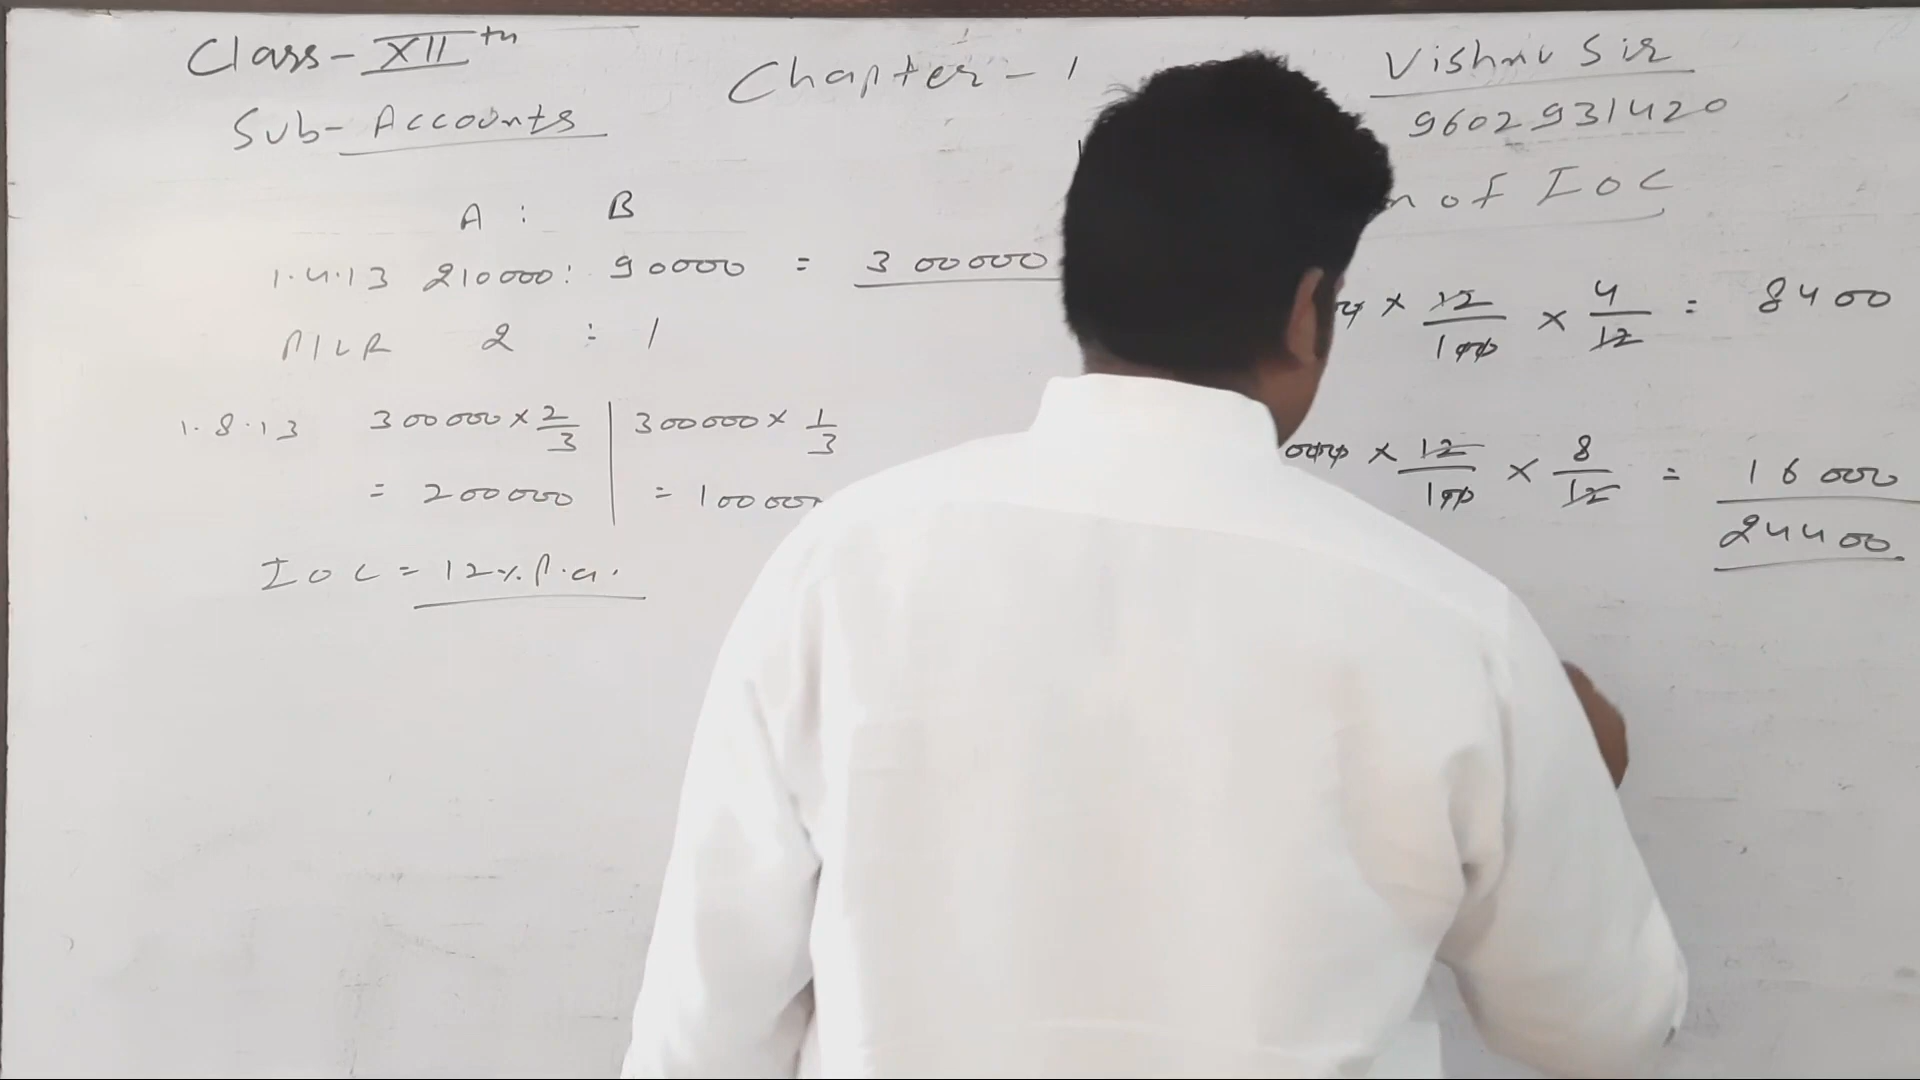 Class - XIIth
Sub - Accounts
Chapter - 1
Vishnu Sir
9602931420
A : B
1.4.13 210000 : 90000 = 300000
P/L R 2 : 1
1.8.13 300000 × 2/3 | 300000 × 1/3
= 200000 | = 100000
IOC = 12% P.a.
of IOC
× 12/100 × 4/12 = 8400
× 12/100 × 8/12 = 16000
24400